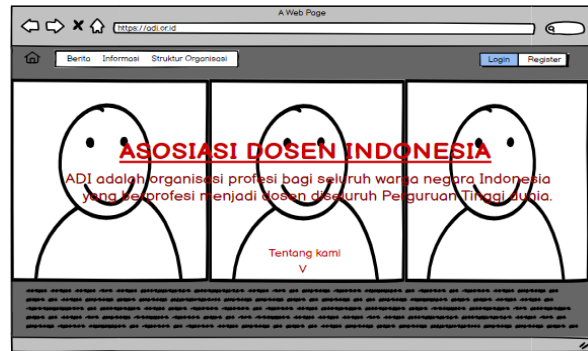 A Web Page
https://adi.or.id
Berita Informasi Struktur Organisasi
Login Register
ASOSIASI DOSEN INDONESIA
ADI adalah organisasi profesi bagi seluruh warga negara Indonesia
yang berprofesi menjadi dosen diseluruh Perguruan Tinggi dunia.
Tentang kami
V